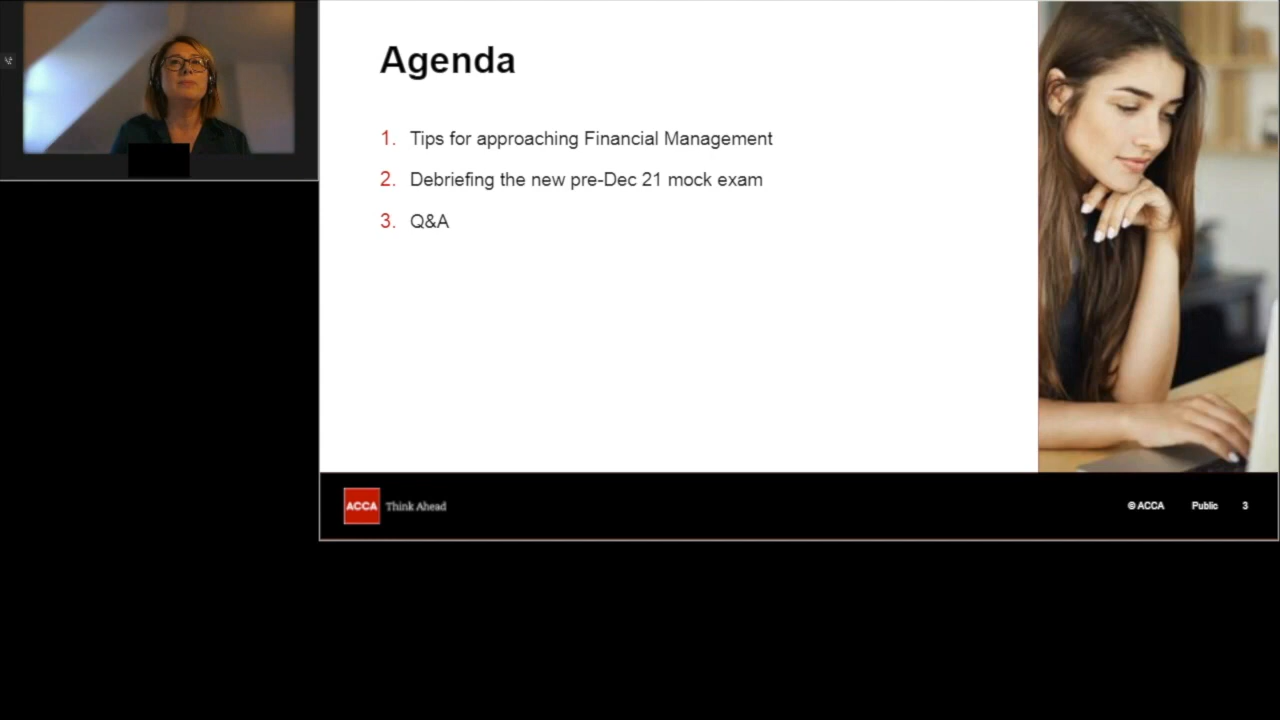 Agenda
1. Tips for approaching Financial Management
2. Debriefing the new pre-Dec 21 mock exam
3. Q&A
ACCA Think Ahead
© ACCA Public 3